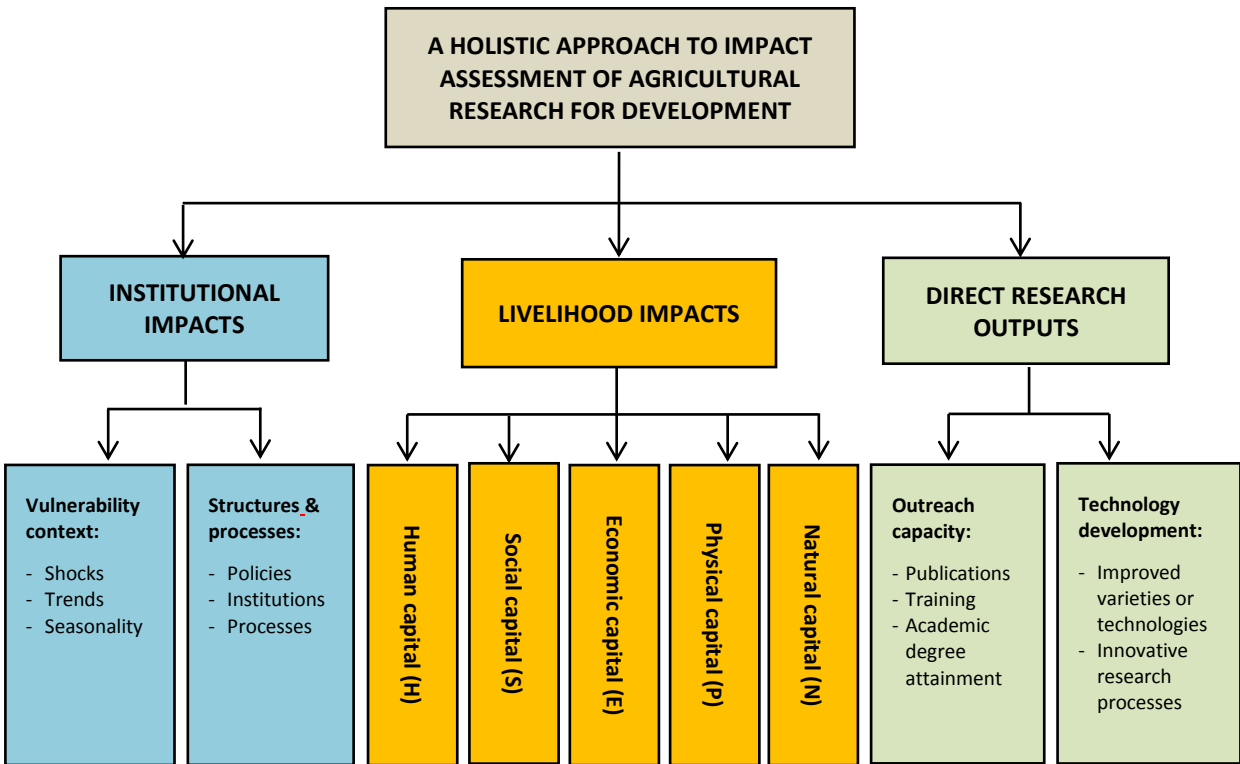 A HOLISTIC APPROACH TO IMPACT
ASSESSMENT OF AGRICULTURAL
RESEARCH FOR DEVELOPMENT
INSTITUTIONAL
IMPACTS
LIVELIHOOD IMPACTS
DIRECT RESEARCH
OUTPUTS
Vulnerability
context:
- Shocks
- Trends
- Seasonality
Structures & 
processes:
- Policies
- Institutions
- Processes
Human capital (H)
Social capital (S)
Economic capital (E)
Physical capital (P)
Natural capital (N)
Outreach
capacity:
- Publications
- Training
- Academic
degree
attainment
Technology
development:
- Improved
varieties or
technologies
- Innovative
research
processes